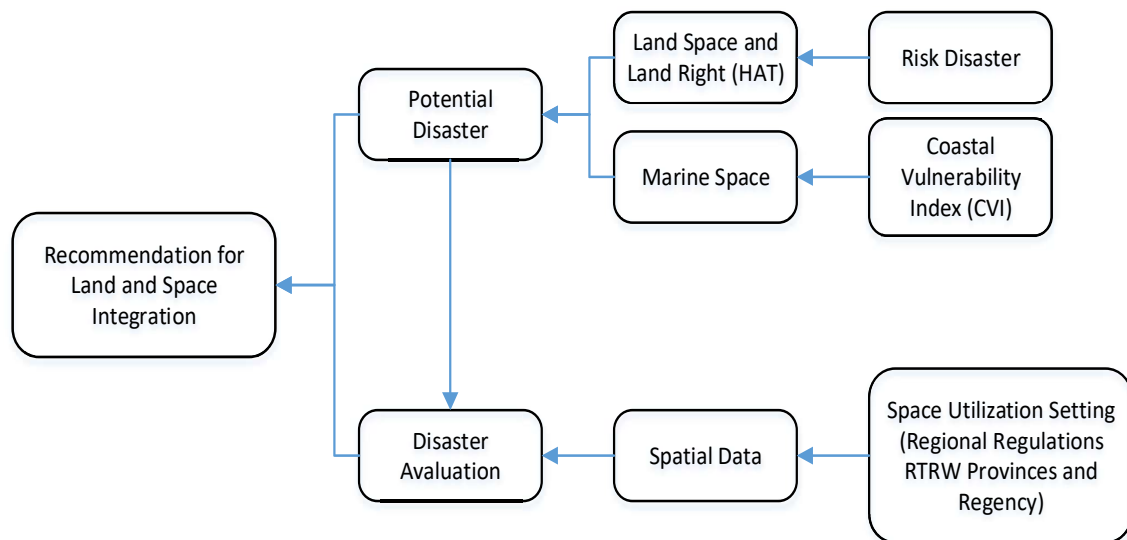 Land Space and
Land Right (HAT)
Risk Disaster
Potential
Disaster
Marine Space
Coastal
Vulnerability
Index (CVI)
Recommendation for
Land and Space
Integration
Disaster
Avaluation
Spatial Data
Space Utilization Setting
(Regional Regulations
RTRW Provinces and
Regency)